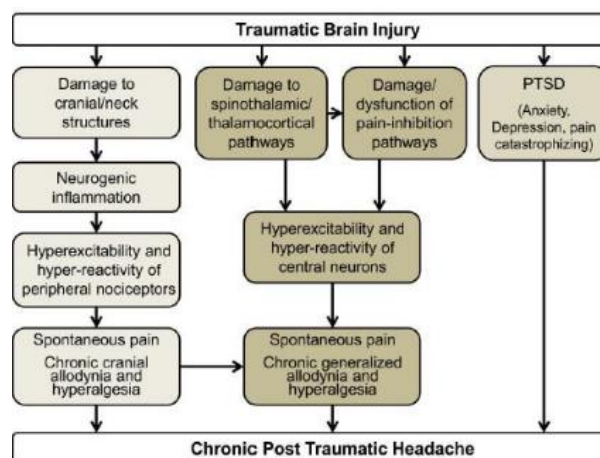 Traumatic Brain Injury
Damage to
cranial/neck
structures
Neurogenic
inflammation
Hyperexcitability and
hyper-reactivity of
peripheral nociceptors
Spontaneous pain
Chronic cranial
allodynia and
hyperalgesia
Damage to
spinothalamic/
thalamocortical
pathways
Damage/
dysfunction of
pain-inhibition
pathways
Hyperexcitability and
hyper-reactivity of
central neurons
Spontaneous pain
Chronic generalized
allodynia and
hyperalgesia
PTSD
(Anxiety,
Depression, pain
catastrophizing)
Chronic Post Traumatic Headache